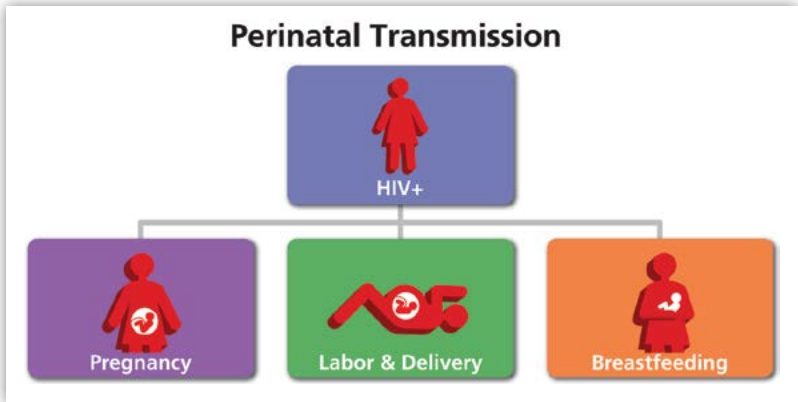 Perinatal Transmission
HIV+
Pregnancy
Labor & Delivery
Breastfeeding